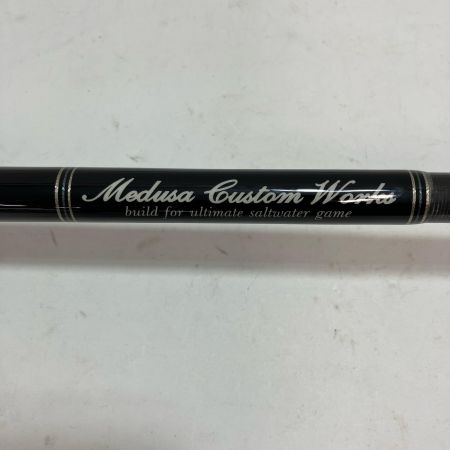 Medusa Custom Works
build for ultimate saltwater game